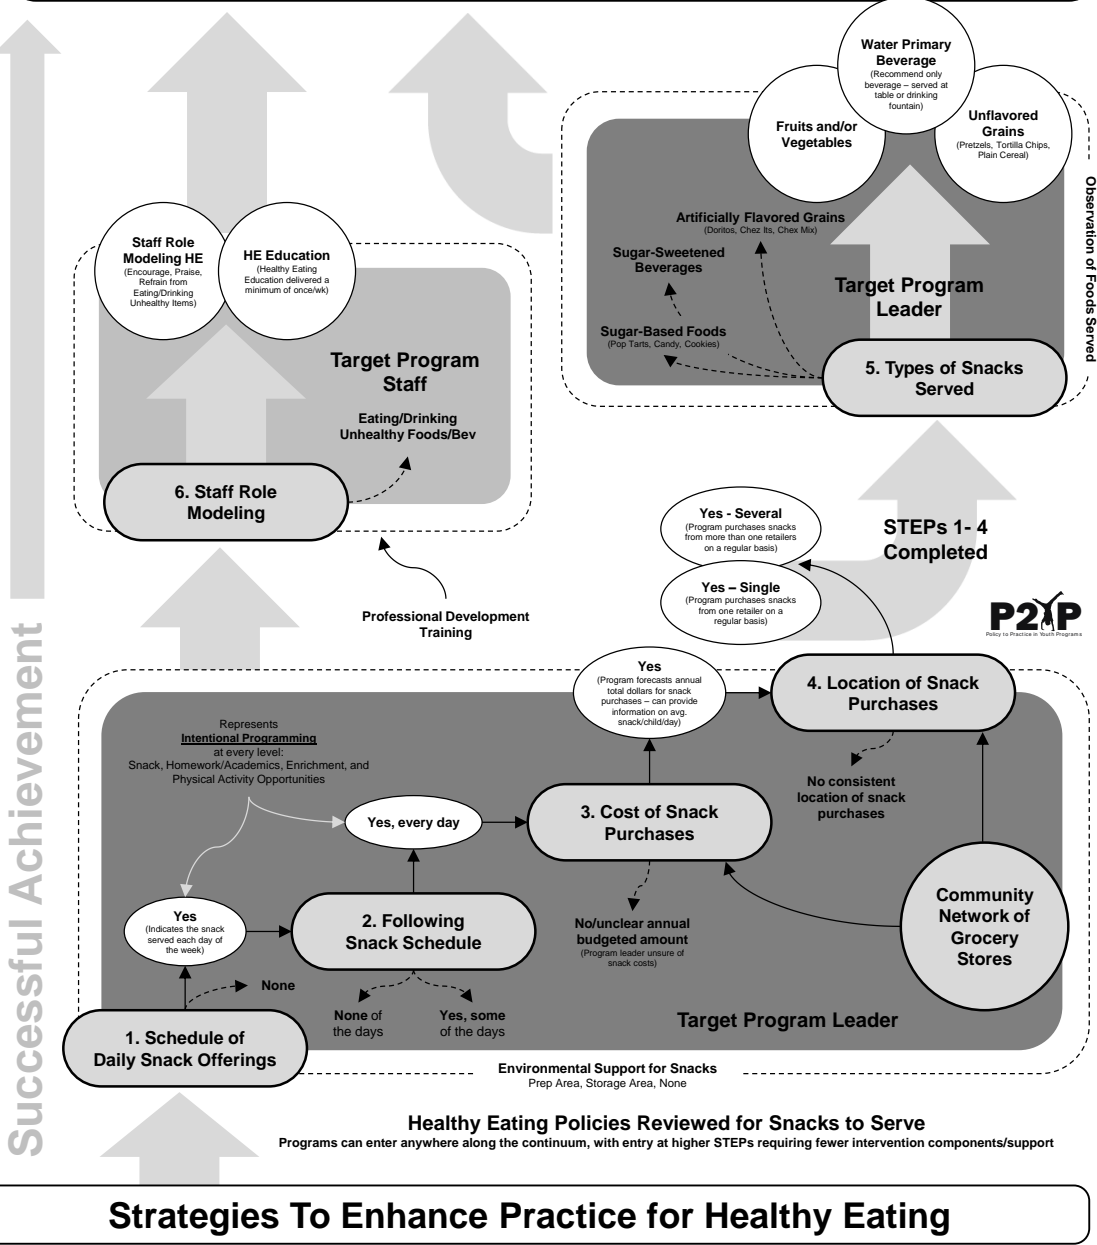 Water Primary
Beverage
(Recommend only
beverage – served at
table or drinking
fountain)
Fruits and/or
Vegetables
Unflavored
Grains
(Pretzels, Tortilla Chips,
Plain Cereal)
Observation of Foods Served
Artificially Flavored Grains
(Doritos, Chez Its, Chex Mix)
Sugar-Sweetened
Beverages
Sugar-Based Foods
(Pop Tarts, Candy, Cookies)
Target Program
Leader
5. Types of Snacks
Served
Staff Role
Modeling HE
(Encourage, Praise,
Refrain from
Eating/Drinking
Unhealthy Items)
HE Education
(Healthy Eating
Education delivered a
minimum of once/wk)
Target Program
Staff
Eating/Drinking
Unhealthy Foods/Bev
6. Staff Role
Modeling
Professional Development
Training
Yes - Several
(Program purchases snacks
from more than one retailers
on a regular basis)
Yes – Single
(Program purchases snacks
from one retailer on a
regular basis)
STEPs 1- 4
Completed
P2YP
Policy to Practice in Youth Programs
Successful Achievement
Yes
(Program forecasts annual
total dollars for snack
purchases – can provide
information on avg.
snack/child/day)
4. Location of Snack
Purchases
No consistent
location of snack
purchases
Represents
Intentional Programming
at every level:
Snack, Homework/Academics, Enrichment, and
Physical Activity Opportunities
Yes, every day
3. Cost of Snack
Purchases
No/unclear annual
budgeted amount
(Program leader unsure of
snack costs)
Community
Network of
Grocery
Stores
Yes
(Indicates the snack
served each day of
the week)
2. Following
Snack Schedule
None
None of
the days
Yes, some
of the days
1. Schedule of
Daily Snack Offerings
Target Program Leader
Environmental Support for Snacks
Prep Area, Storage Area, None
Healthy Eating Policies Reviewed for Snacks to Serve
Programs can enter anywhere along the continuum, with entry at higher STEPs requiring fewer intervention components/support
Strategies To Enhance Practice for Healthy Eating